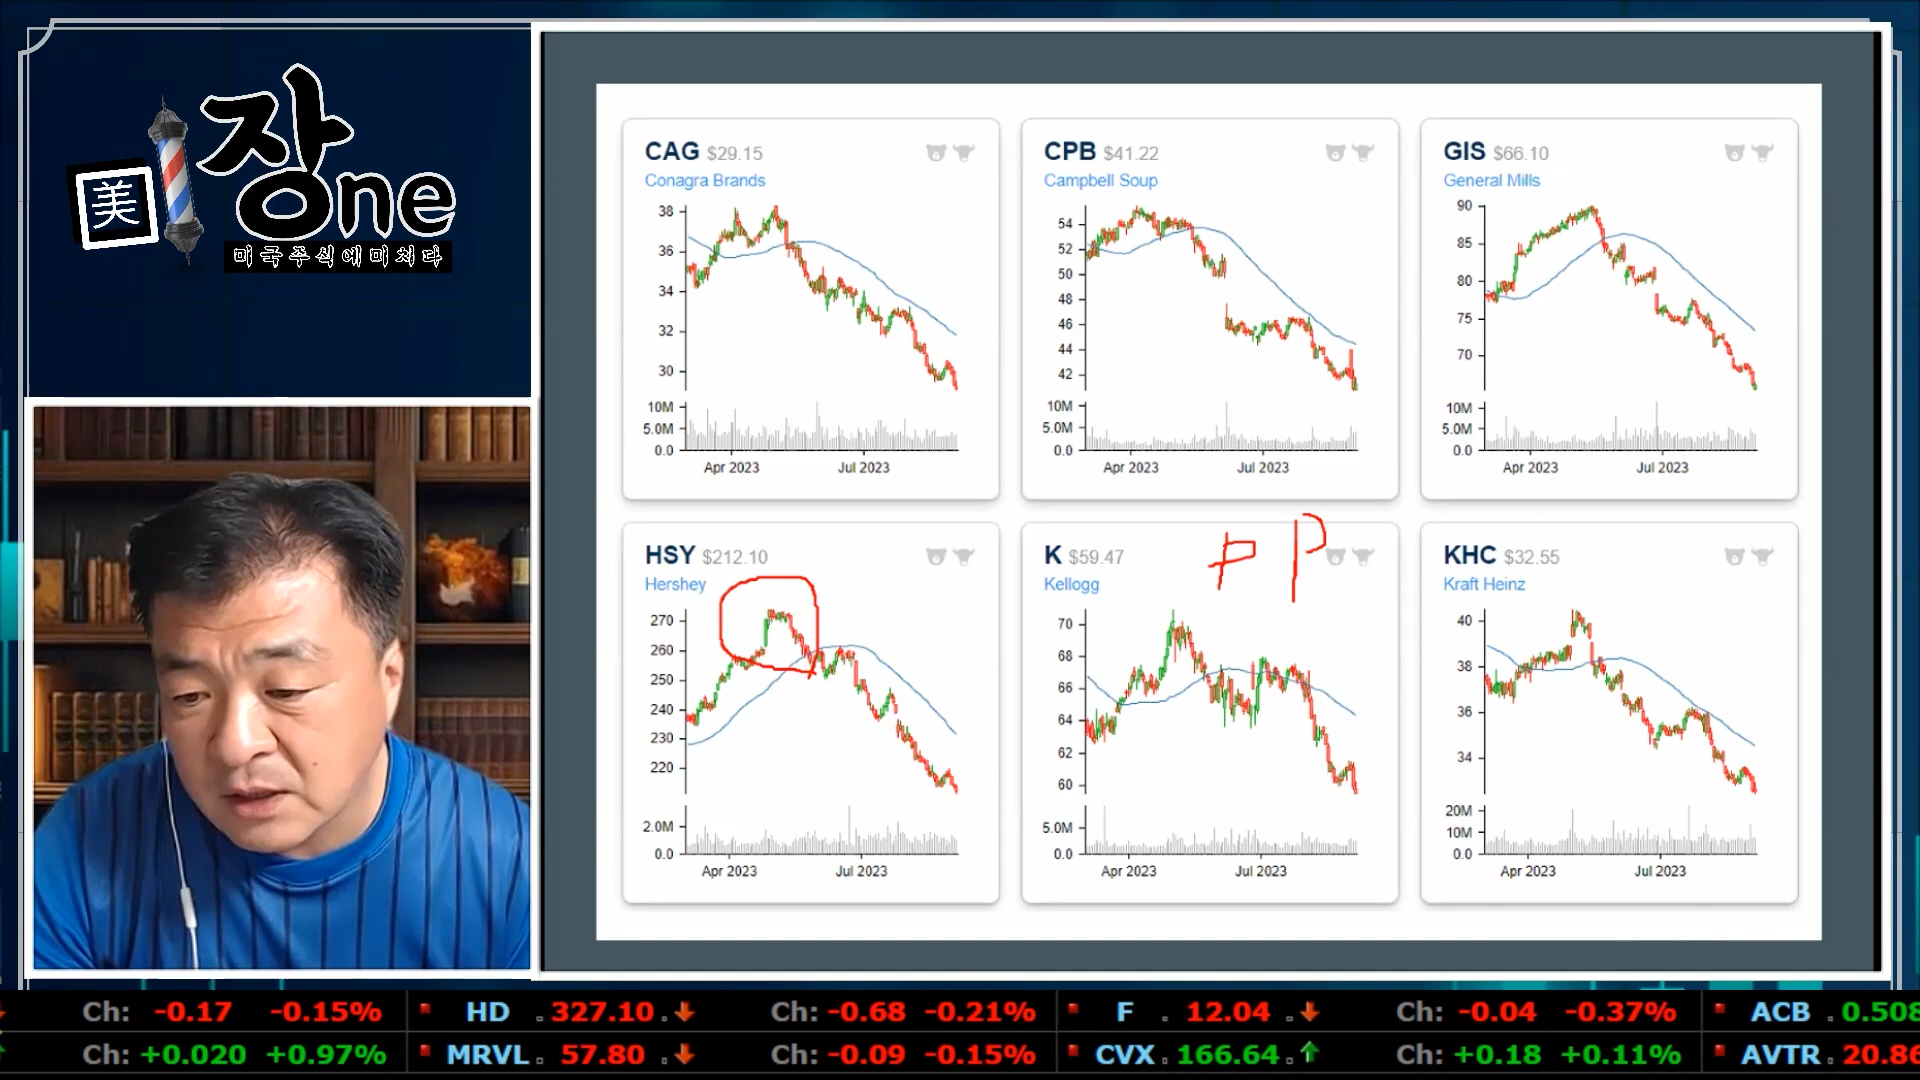 美
장one
미국주식에미치다
CAG $29.15
Conagra Brands
38
36
34
32
30
10M
5.0M
0.0
Apr 2023 Jul 2023
CPB $41.22
Campbell Soup
54
52
50
48
46
44
42
10M
5.0M
0.0
Apr 2023 Jul 2023
GIS $66.10
General Mills
90
85
80
75
70
10M
5.0M
0.0
Apr 2023 Jul 2023
HSY $212.10
Hershey
270
260
250
240
230
220
2.0M
0.0
Apr 2023 Jul 2023
K $59.47
Kellogg
P P
70
68
66
64
62
60
5.0M
0.0
Apr 2023 Jul 2023
KHC $32.55
Kraft Heinz
40
38
36
34
20M
10M
0.0
Apr 2023 Jul 2023
Ch: -0.17 -0.15% HD 327.10 Ch: -0.68 -0.21% F 12.04 Ch: -0.04 -0.37% ACB 0.508
Ch: +0.020 +0.97% MRVL 57.80 Ch: -0.09 -0.15% CVX 166.64 Ch: +0.18 +0.11% AVTR 20.86